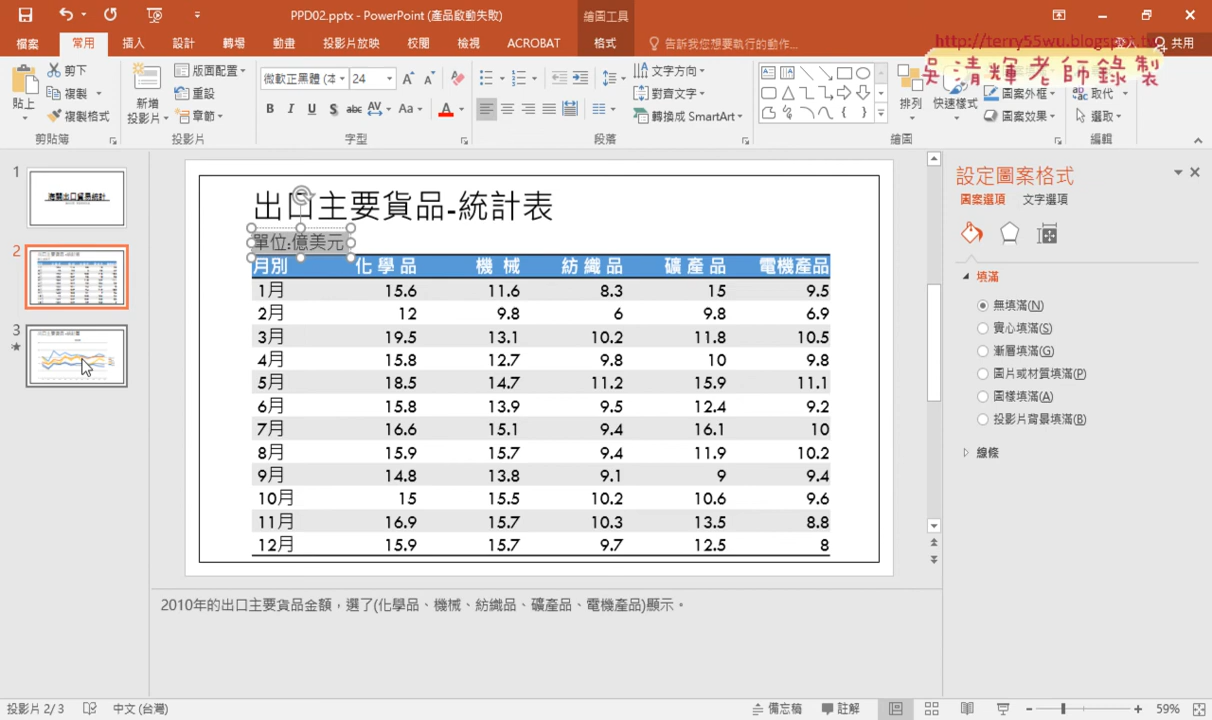 PPD02.pptx - PowerPoint (產品啟動失敗)
繪圖工具
檔案 常用 插入 設計 轉場 動畫 投影片放映 校閱 檢視 ACROBAT 格式 告訴我您想要執行的動作... 登入 共用
http://terry55wu.blogspot.tw
吳清輝老師錄製
貼上 剪下 複製 複製格式 剪貼簿
新增投影片 版面配置 重設 章節 投影片
微軟正黑體 (本 24 字型
B I U S abc AV Aa A
文字方向 對齊文字 轉換成 SmartArt 段落
排列 快速樣式 圖案外框 圖案效果 繪圖
取代 選取 編輯
1
2
3
出口主要貨品-統計表
單位:億美元
月別 化學品 機械 紡織品 礦產品 電機產品
1月 15.6 11.6 8.3 15 9.5
2月 12 9.8 6 9.8 6.9
3月 19.5 13.1 10.2 11.8 10.5
4月 15.8 12.7 9.8 10 9.8
5月 18.5 14.7 11.2 15.9 11.1
6月 15.8 13.9 9.5 12.4 9.2
7月 16.6 15.1 9.4 16.1 10
8月 15.9 15.7 9.4 11.9 10.2
9月 14.8 13.8 9.1 9 9.4
10月 15 15.5 10.2 10.6 9.6
11月 16.9 15.7 10.3 13.5 8.8
12月 15.9 15.7 9.7 12.5 8
2010年的出口主要貨品金額，選了(化學品、機械、紡織品、礦產品、電機產品)顯示。
設定圖案格式
圖案選項 文字選項
填滿
無填滿(N)
實心填滿(S)
漸層填滿(G)
圖片或材質填滿(P)
圖樣填滿(A)
投影片背景填滿(B)
線條
投影片 2/ 3 中文 (台灣) 備忘稿 註解 59%